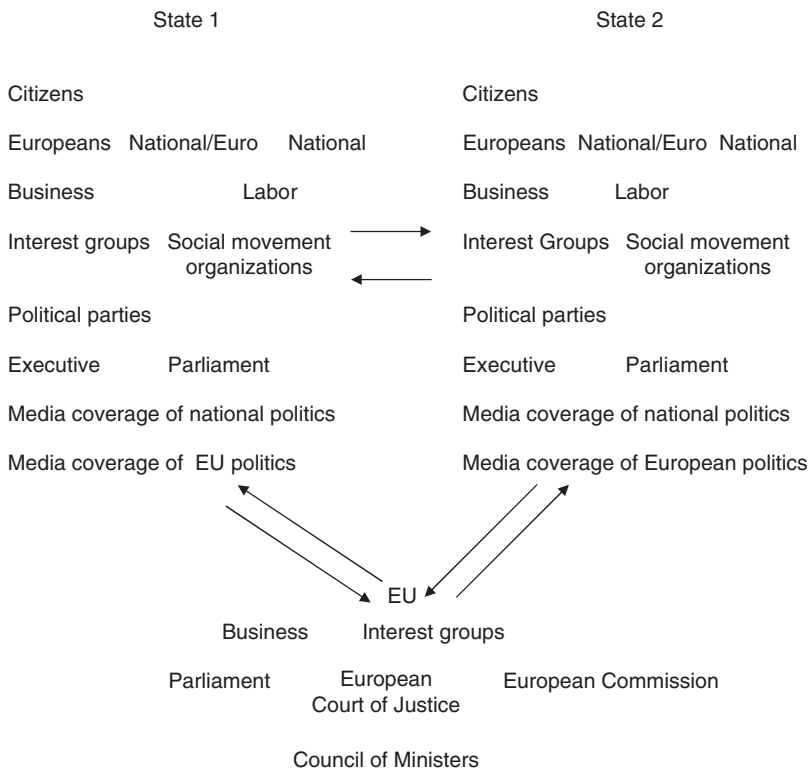 State 1 State 2
Citizens Citizens
Europeans National/Euro National Europeans National/Euro National
Business Labor Business Labor
Interest groups Social movement Interest Groups Social movement
organizations organizations
Political parties Political parties
Executive Parliament Executive Parliament
Media coverage of national politics Media coverage of national politics
Media coverage of EU politics Media coverage of European politics
EU
Business Interest groups
Parliament European European Commission
Court of Justice
Council of Ministers